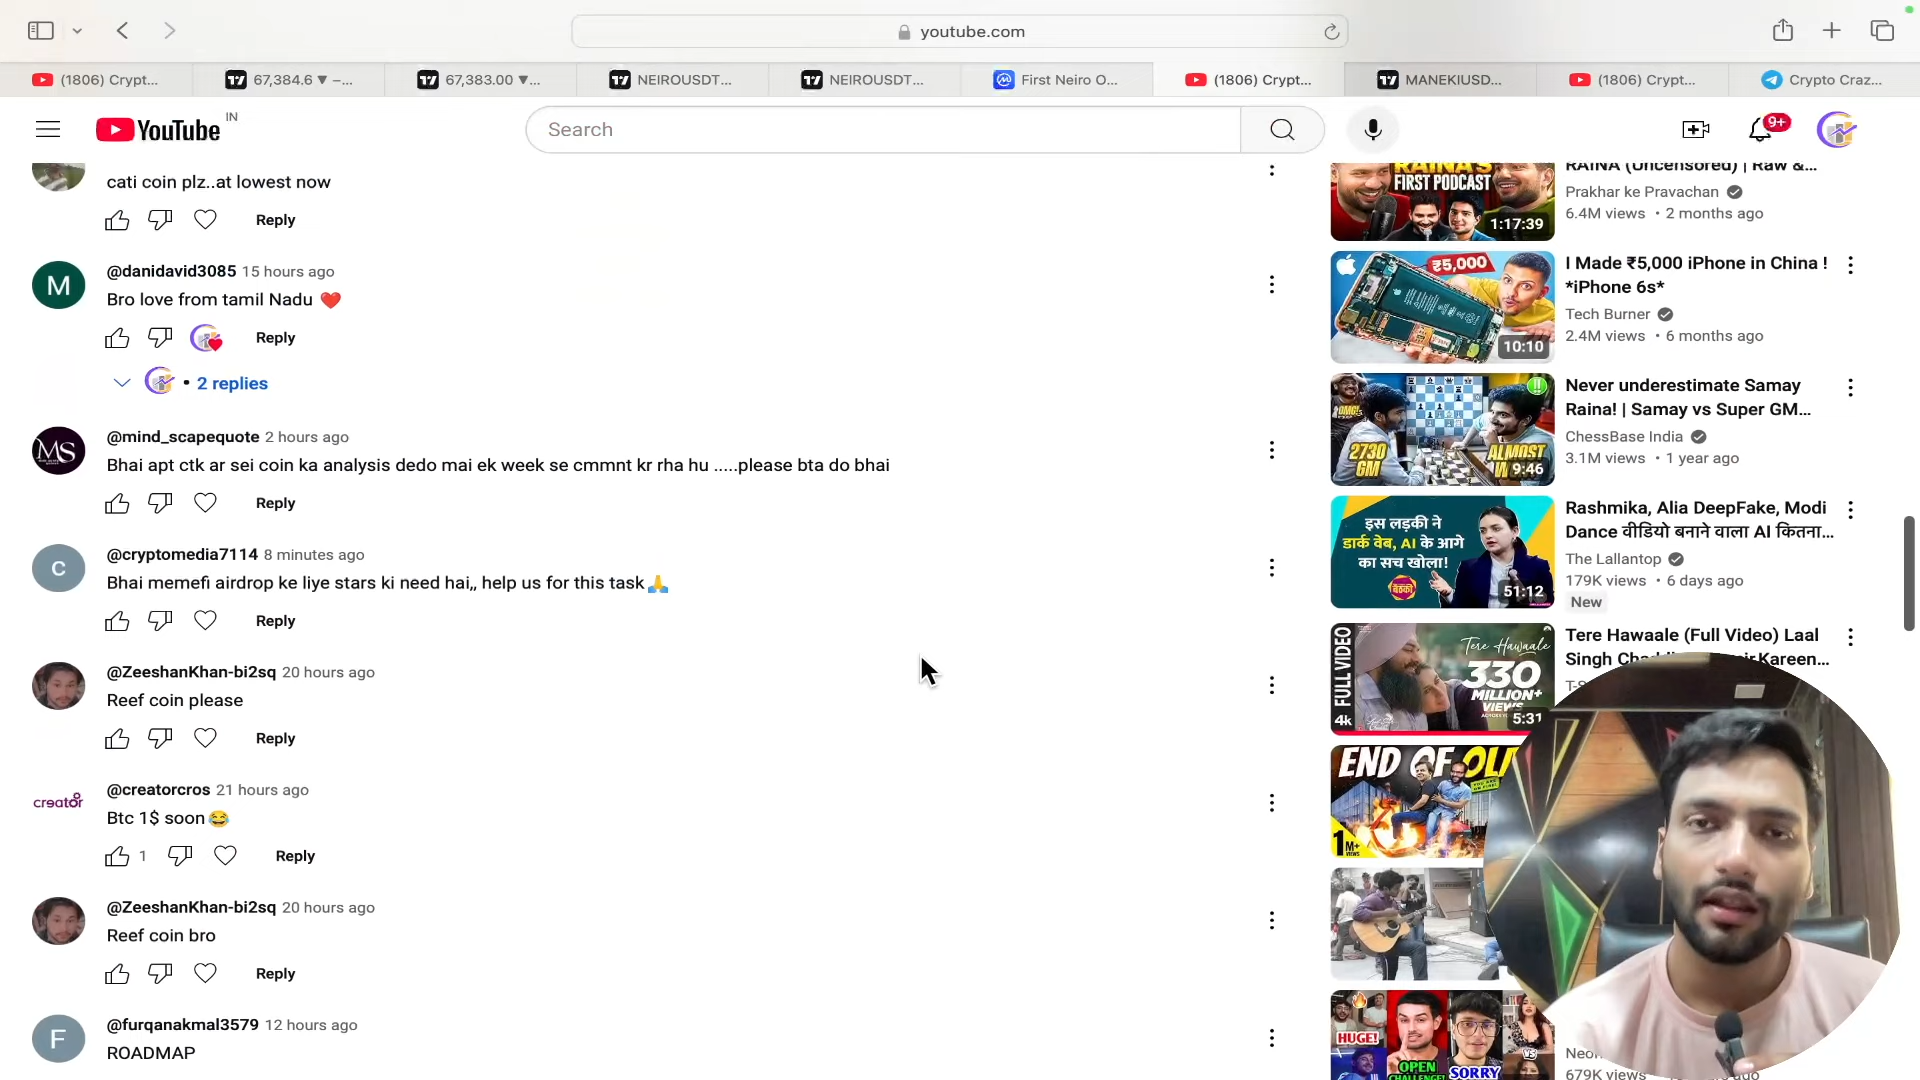 youtube.com
(1806) Crypt...
67,384.6 ▼ –...
67,383.00 ▼...
NEIROUSDT...
NEIROUSDT...
First Neiro O...
(1806) Crypt...
MANEKIUSD...
(1806) Crypt...
Crypto Craz...
YouTube IN
Search
9+
cati coin plz..at lowest now
Reply
M
@danidavid3085 15 hours ago
Bro love from tamil Nadu ❤️
Reply
• 2 replies
MS
@mind_scapequote 2 hours ago
Bhai apt ctk ar sei coin ka analysis dedo mai ek week se cmmnt kr rha hu .....please bta do bhai
Reply
C
@cryptomedia7114 8 minutes ago
Bhai memefi airdrop ke liye stars ki need hai,, help us for this task🙏
Reply
@ZeeshanKhan-bi2sq 20 hours ago
Reef coin please
Reply
creator
@creatorcros 21 hours ago
Btc 1$ soon😂
1
Reply
@ZeeshanKhan-bi2sq 20 hours ago
Reef coin bro
Reply
F
@furqanakmal3579 12 hours ago
ROADMAP
RAINA'S
FIRST PODCAST
1:17:39
RAINA (Uncensored) | Raw &...
Prakhar ke Pravachan
6.4M views • 2 months ago
₹5,000
10:10
I Made ₹5,000 iPhone in China !
*iPhone 6s*
Tech Burner
2.4M views • 6 months ago
OMG!
!!
2730
GM
ALMOST
9:46
Never underestimate Samay
Raina! | Samay vs Super GM...
ChessBase India
3.1M views • 1 year ago
इस लड़की ने
डार्क वेब, AI के आगे
का सच खोला!
51:12
Rashmika, Alia DeepFake, Modi
Dance वीडियो बनाने वाला AI कितना...
The Lallantop
179K views • 6 days ago
New
FULL VIDEO
4k
Tere Hawaale
330
MILLION+
VIEWS
5:31
Tere Hawaale (Full Video) Laal
Singh
Kareen...
END OF
1M+
VIEWS
HUGE!
OPEN
CHALLENGE!
SORRY
VS
679K views